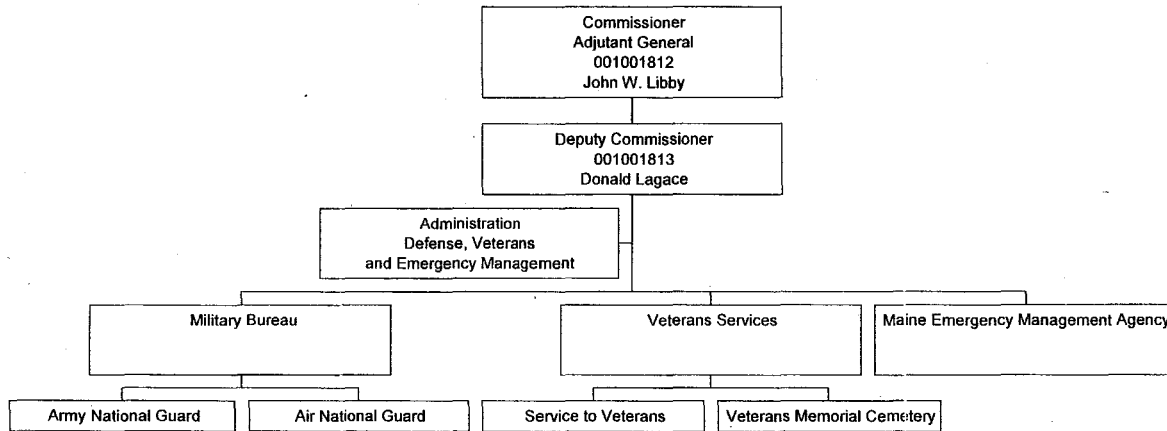 Commissioner
Adjutant General
001001812
John W. Libby
Deputy Commissioner
001001813
Donald Lagace
Administration
Defense, Veterans
and Emergency Management
Military Bureau
Veterans Services
Maine Emergency Management Agency
Army National Guard
Air National Guard
Service to Veterans
Veterans Memorial Cemetery